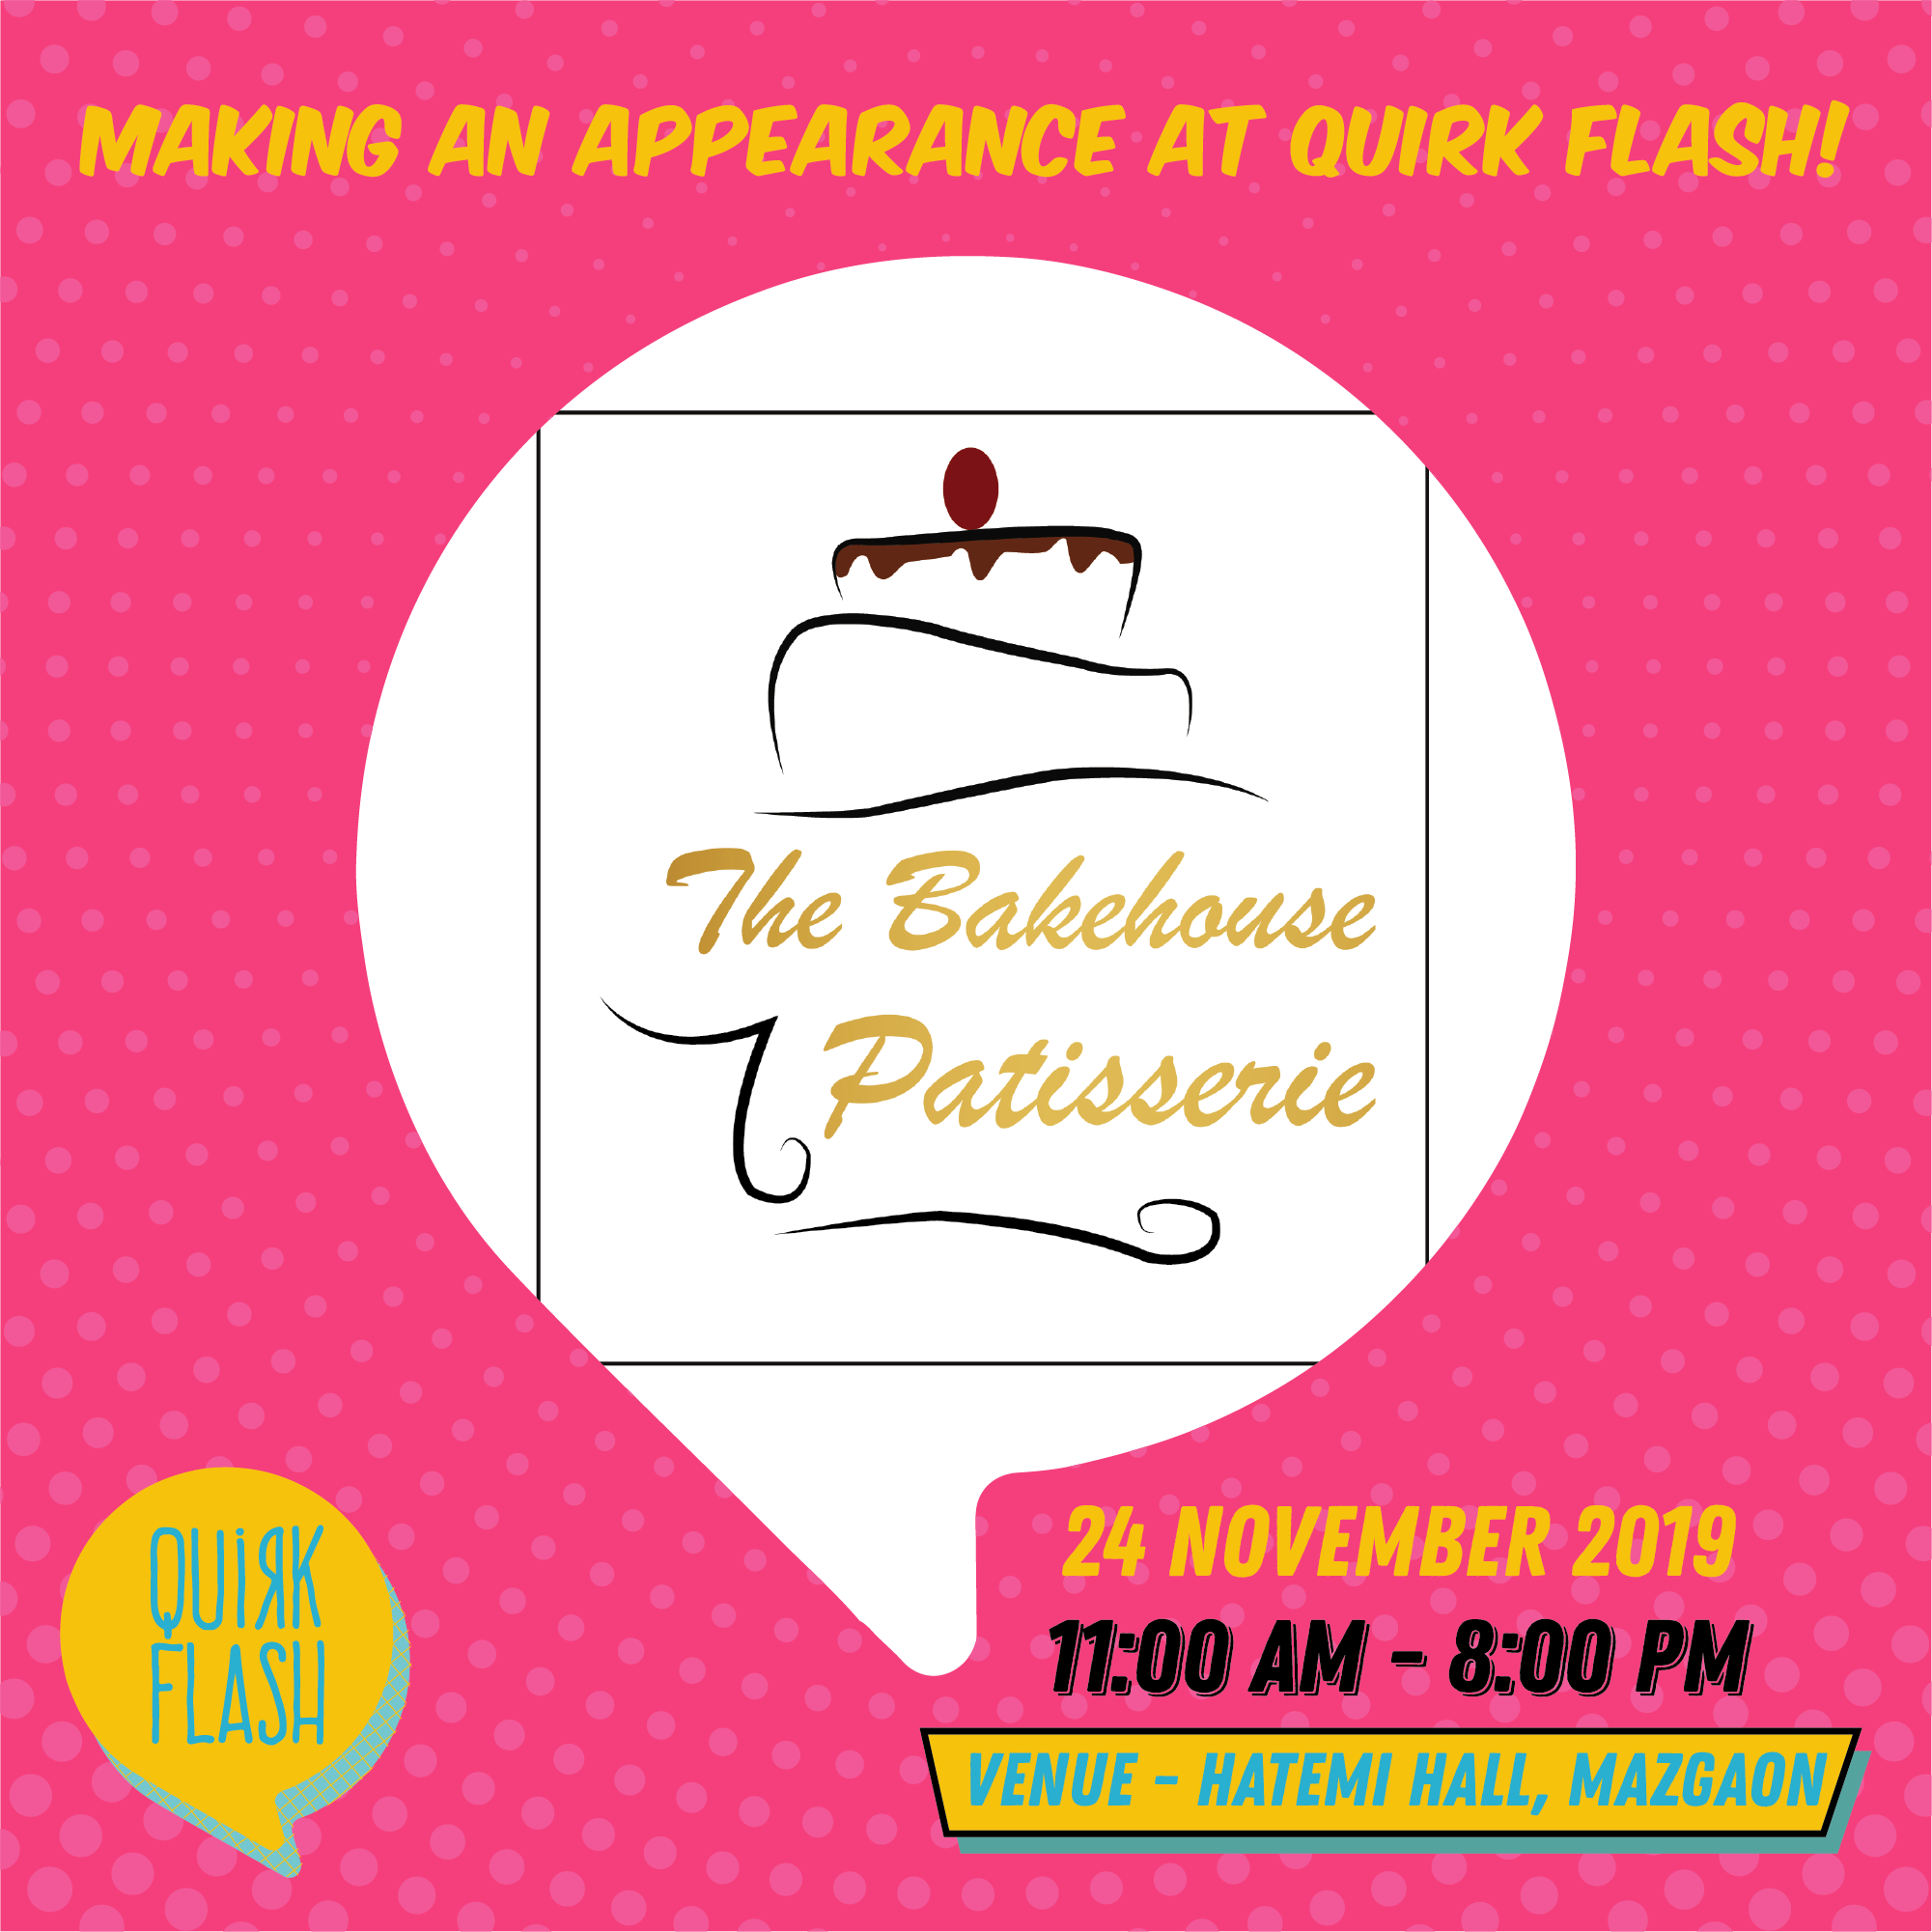 MAKING AN APPEARANCE AT QUIRK FLASH!
The Bakehouse
Patisserie
24 NOVEMBER 2019
11:00 AM - 8:00 PM
VENUE - HATEMI HALL, MAZGAON
QUiRK
FLASH